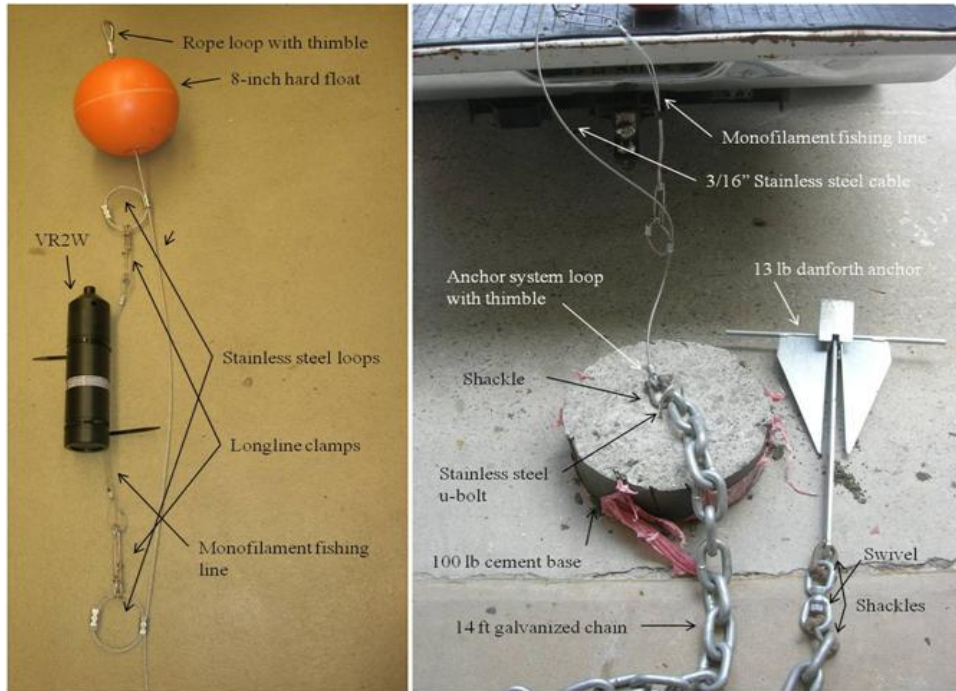 Rope loop with thimble
8-inch hard float
VR2W
Stainless steel loops
Longline clamps
Monofilament fishing
line
Monofilament fishing line
3/16” Stainless steel cable
Anchor system loop
with thimble
13 lb danforth anchor
Shackle
Stainless steel
u-bolt
100 lb cement base
Swivel
Shackles
14 ft galvanized chain